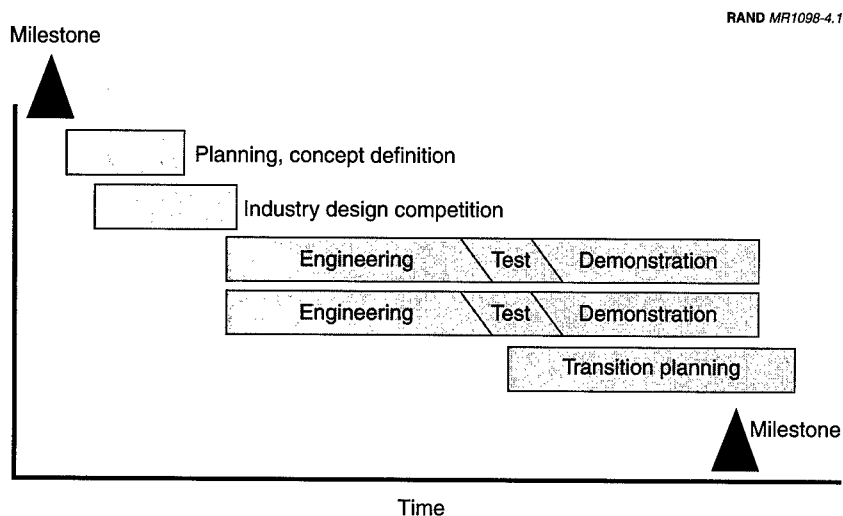 RAND MR1098-4.1
Milestone
Planning, concept definition
Industry design competition
Engineering Test Demonstration
Engineering Test Demonstration
Transition planning
Milestone
Time